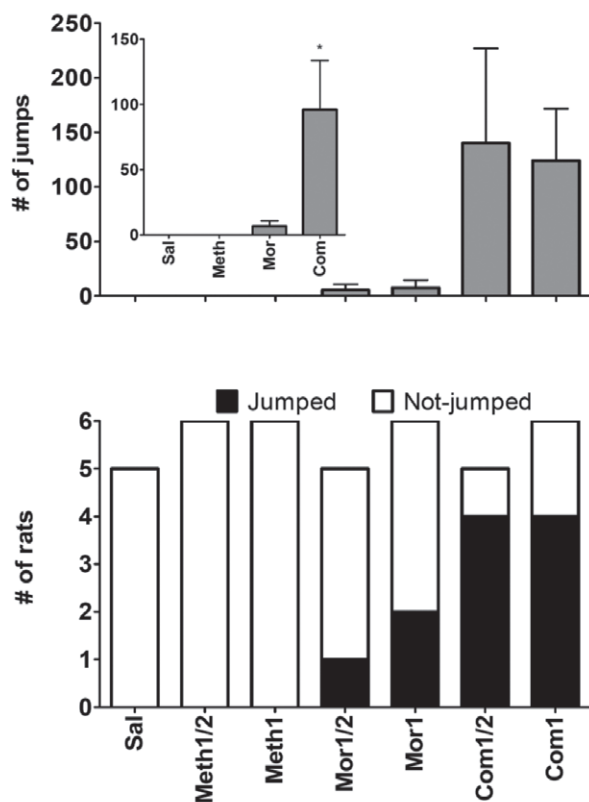 # of jumps
250
200
150
100
50
0
150
100
50
0
*
Sal
Meth
Mor
Com
Jumped Not-jumped
# of rats
6
5
4
3
2
1
0
Sal
Meth1/2
Meth1
Mor1/2
Mor1
Com1/2
Com1